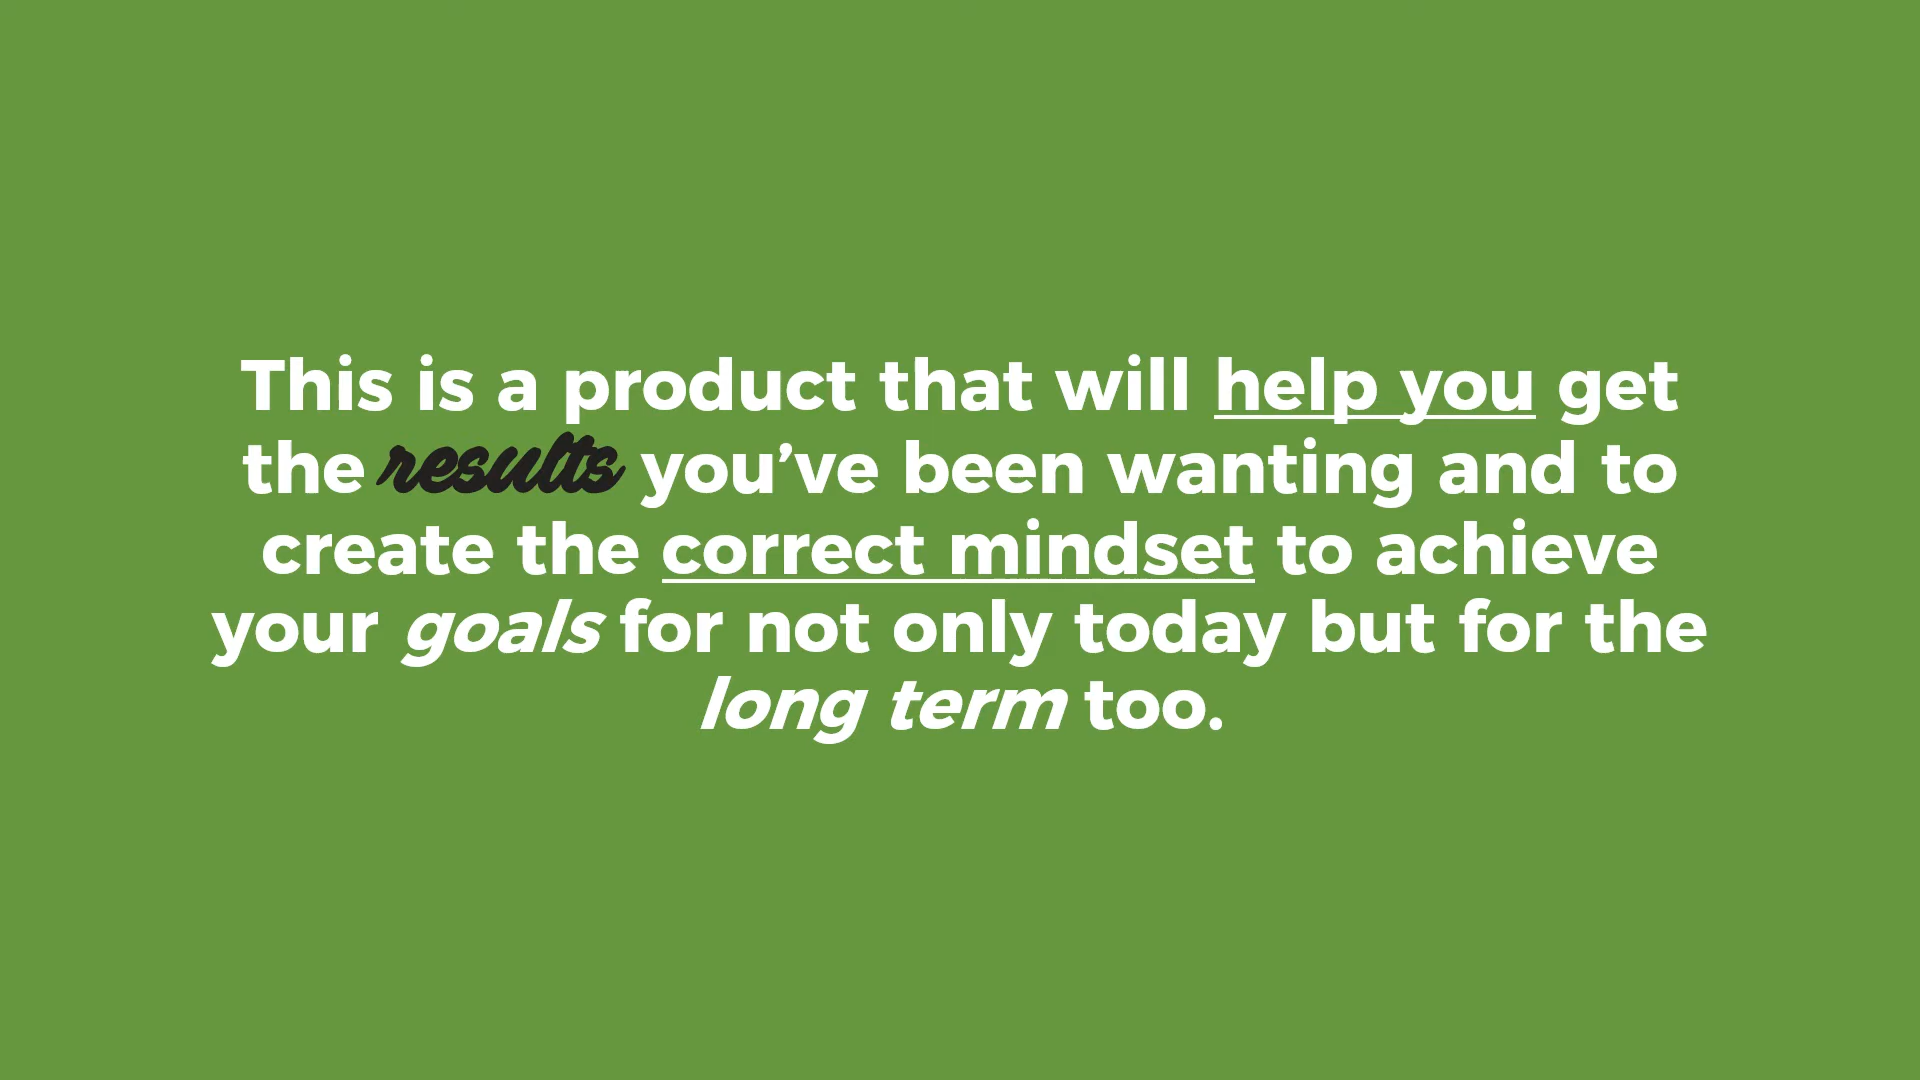 This is a product that will help you get
the results you’ve been wanting and to
create the correct mindset to achieve
your goals for not only today but for the
long term too.